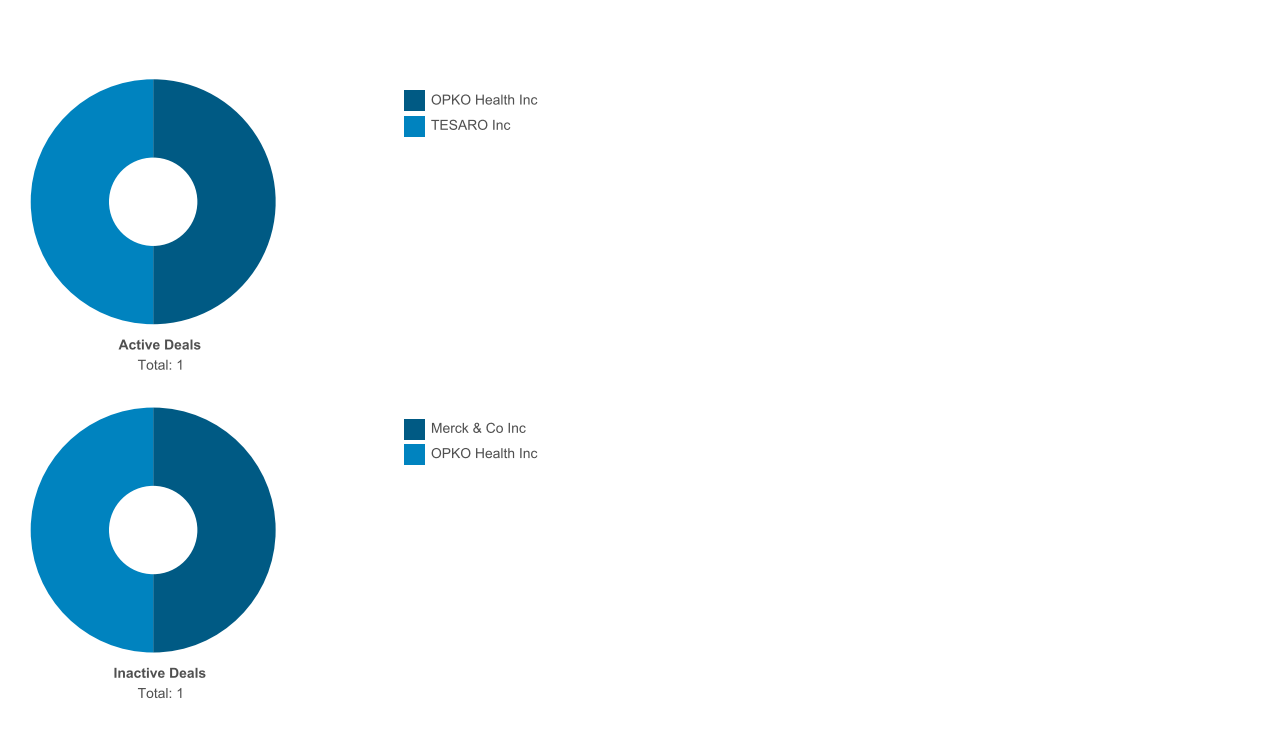 OPKO Health Inc
TESARO Inc
Active Deals
Total: 1
Merck & Co Inc
OPKO Health Inc
Inactive Deals
Total: 1